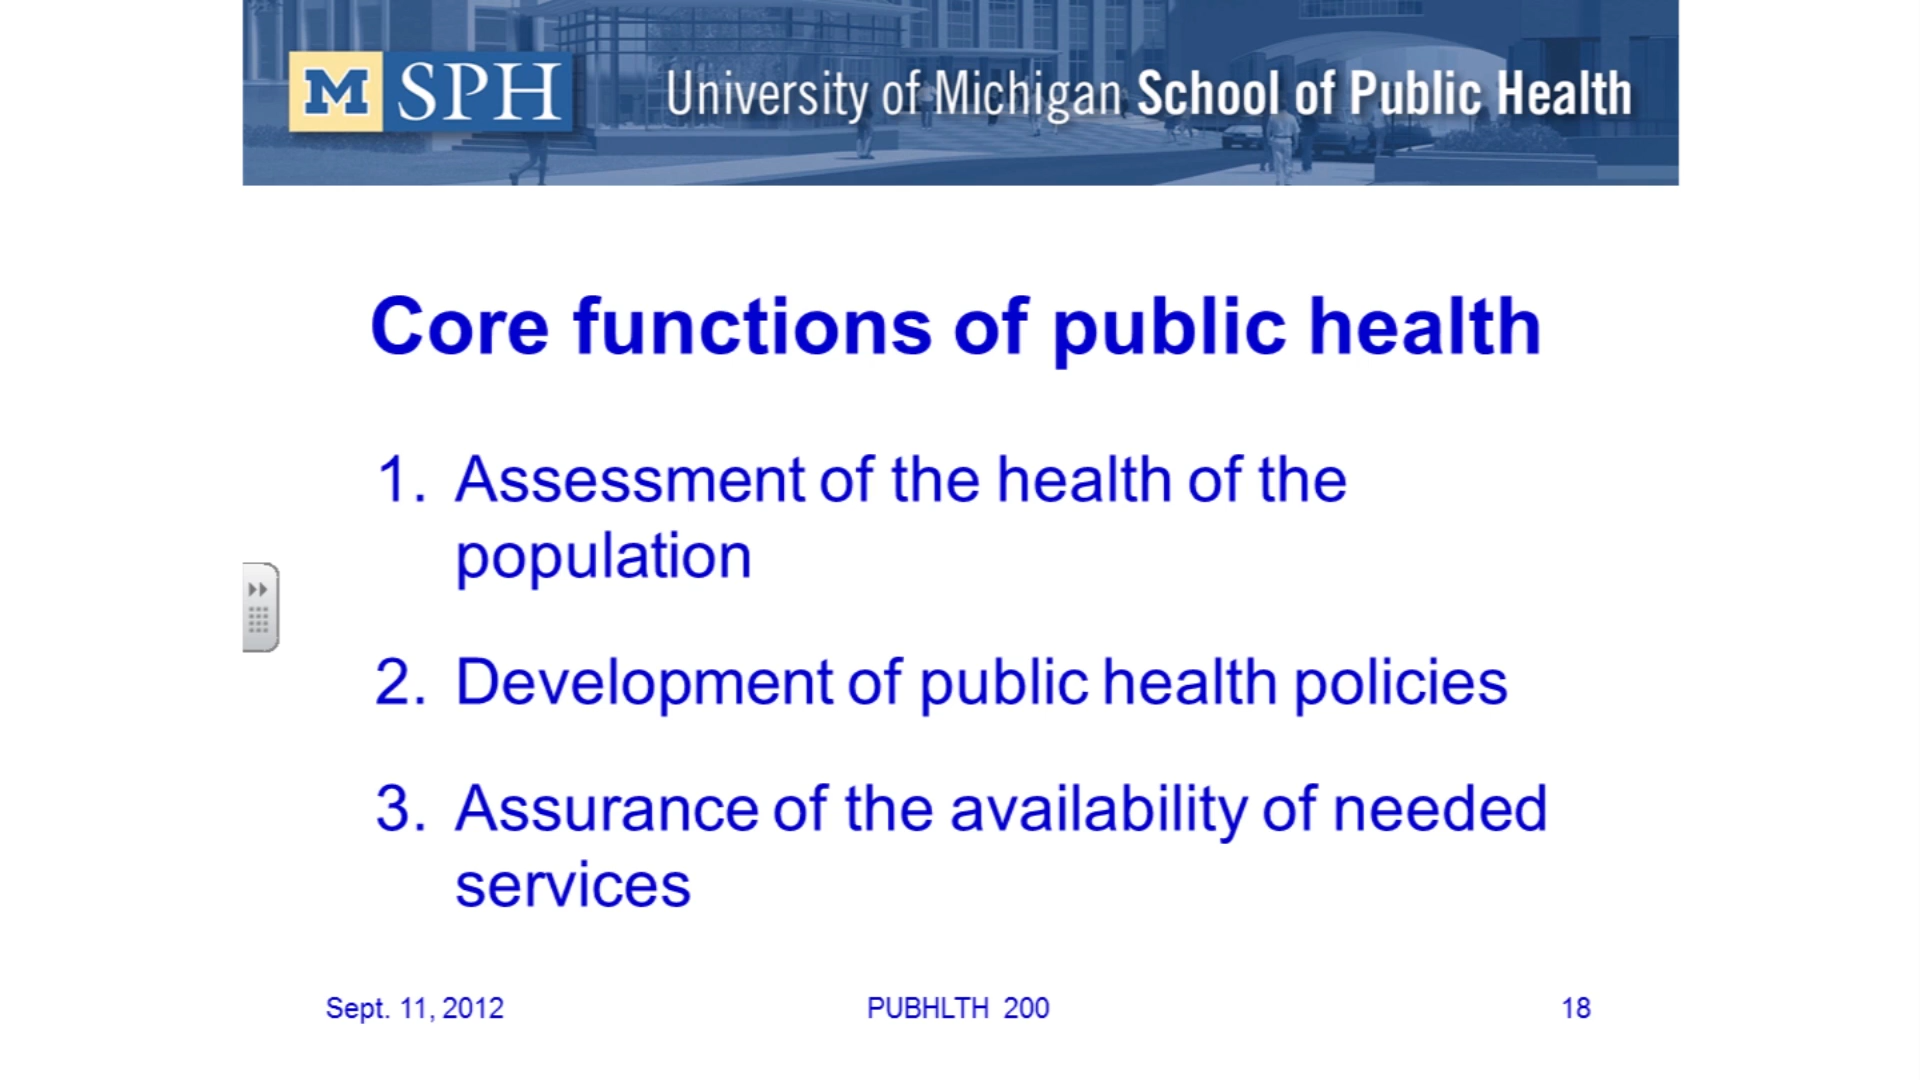 M SPH
University of Michigan School of Public Health
Core functions of public health
1. Assessment of the health of the
population
2. Development of public health policies
3. Assurance of the availability of needed
services
Sept. 11, 2012 PUBHLTH 200 18